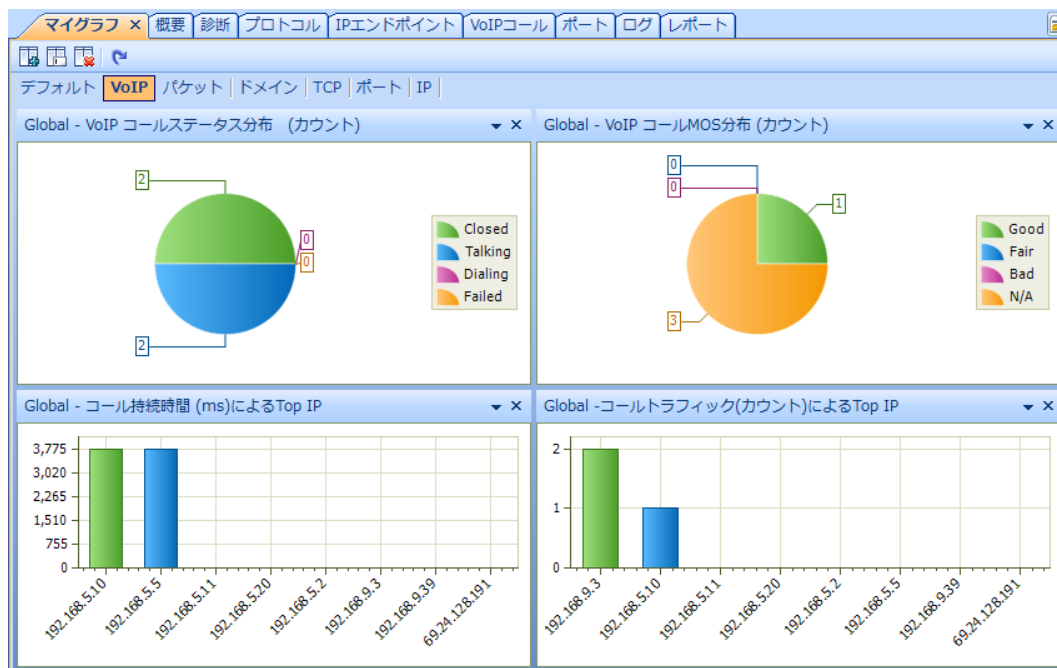 マイグラフ × 概要 診断 プロトコル IPエンドポイント VoIPコール ポート ログ レポート
デフォルト VoIP パケット ドメイン TCP ポート IP
Global - VoIP コールステータス分布 (カウント)
2
0
0
2
Closed
Talking
Dialing
Failed
Global - VoIP コールMOS分布 (カウント)
0
0
1
3
Good
Fair
Bad
N/A
Global - コール持続時間 (ms)によるTop IP
3,775
3,020
2,265
1,510
755
0
192.168.5.10
192.168.5.5
192.168.5.11
192.168.5.20
192.168.5.2
192.168.9.3
192.168.9.39
69.24.128.191
Global -コールトラフィック(カウント)によるTop IP
2
1
0
192.168.9.3
192.168.5.10
192.168.5.11
192.168.5.20
192.168.5.2
192.168.5.5
192.168.9.39
69.24.128.191